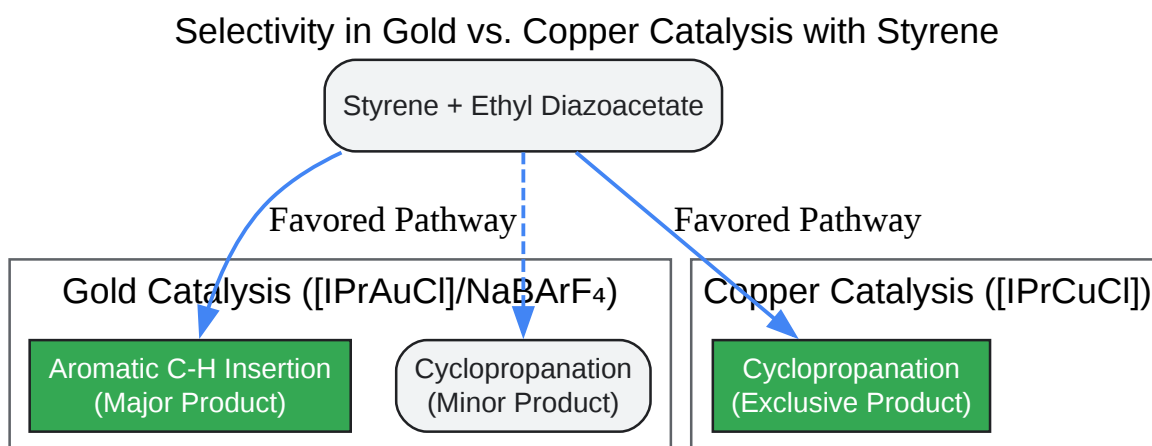 Selectivity in Gold vs. Copper Catalysis with Styrene
Styrene + Ethyl Diazoacetate
Favored Pathway
Favored Pathway
Gold Catalysis ([IPrAuCl]/NaBArF₄)
Copper Catalysis ([IPrCuCl])
Aromatic C-H Insertion
(Major Product)
Cyclopropanation
(Minor Product)
Cyclopropanation
(Exclusive Product)